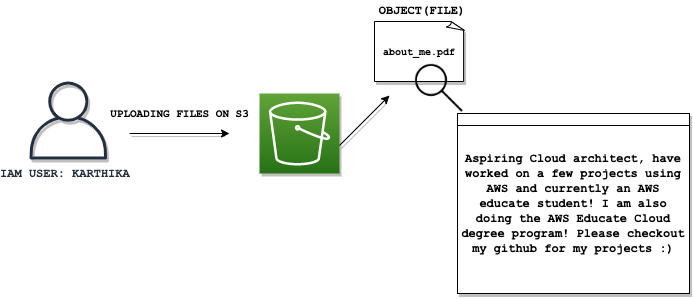 OBJECT(FILE)
about_me.pdf
UPLOADING FILES ON S3
IAM USER: KARTHIKA
Aspiring Cloud architect, have
worked on a few projects using
AWS and currently an AWS
educate student! I am also
doing the AWS Educate Cloud
degree program! Please checkout
my github for my projects :)